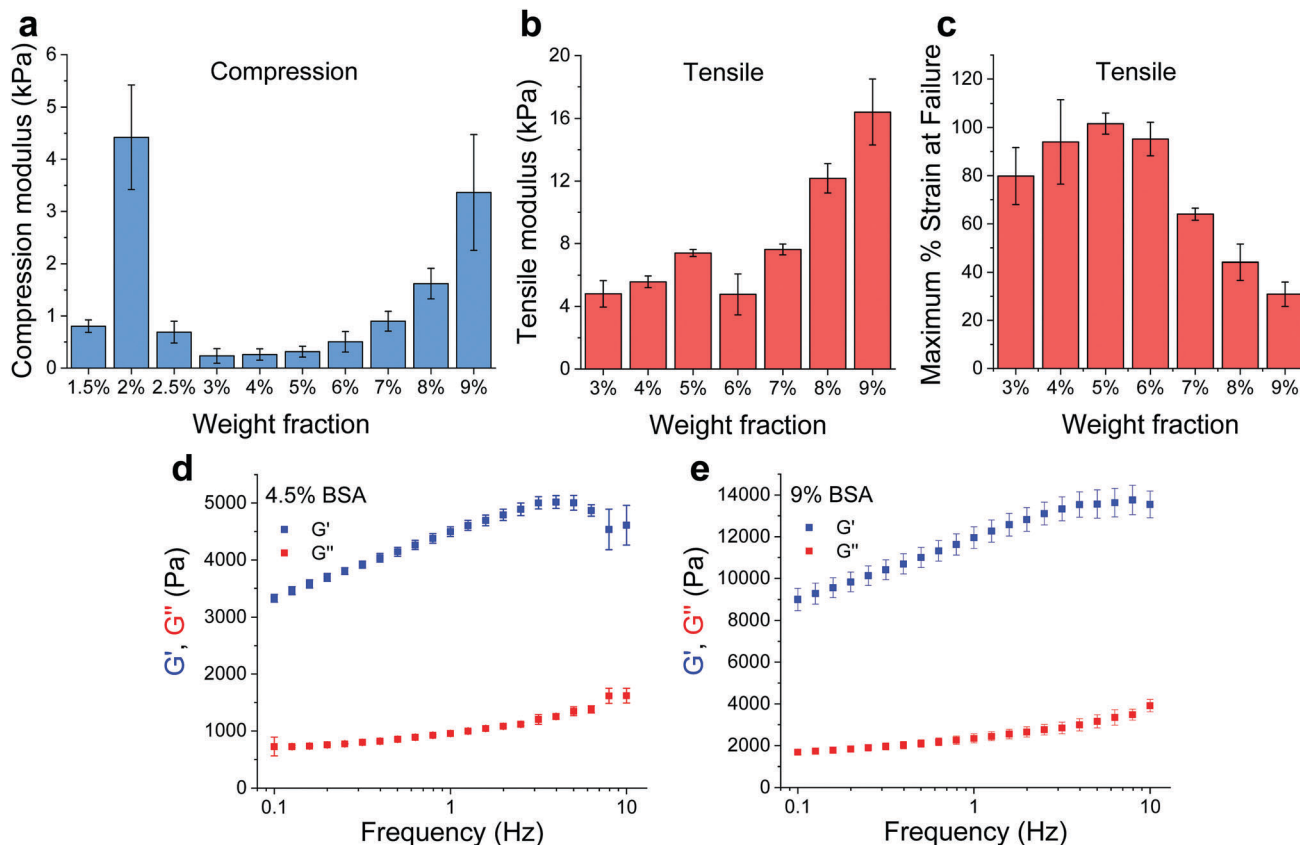 a
Compression
Compression modulus (kPa)
6
5
4
3
2
1
0
1.5% 2% 2.5% 3% 4% 5% 6% 7% 8% 9%
Weight fraction
b
Tensile
Tensile modulus (kPa)
20
16
12
8
4
0
3% 4% 5% 6% 7% 8% 9%
Weight fraction
c
Tensile
Maximum % Strain at Failure
120
100
80
60
40
20
0
3% 4% 5% 6% 7% 8% 9%
Weight fraction
d
4.5% BSA
G'
G"
G', G" (Pa)
5000
4000
3000
2000
1000
0
0.1 1 10
Frequency (Hz)
e
9% BSA
G'
G"
G', G" (Pa)
14000
12000
10000
8000
6000
4000
2000
0
0.1 1 10
Frequency (Hz)